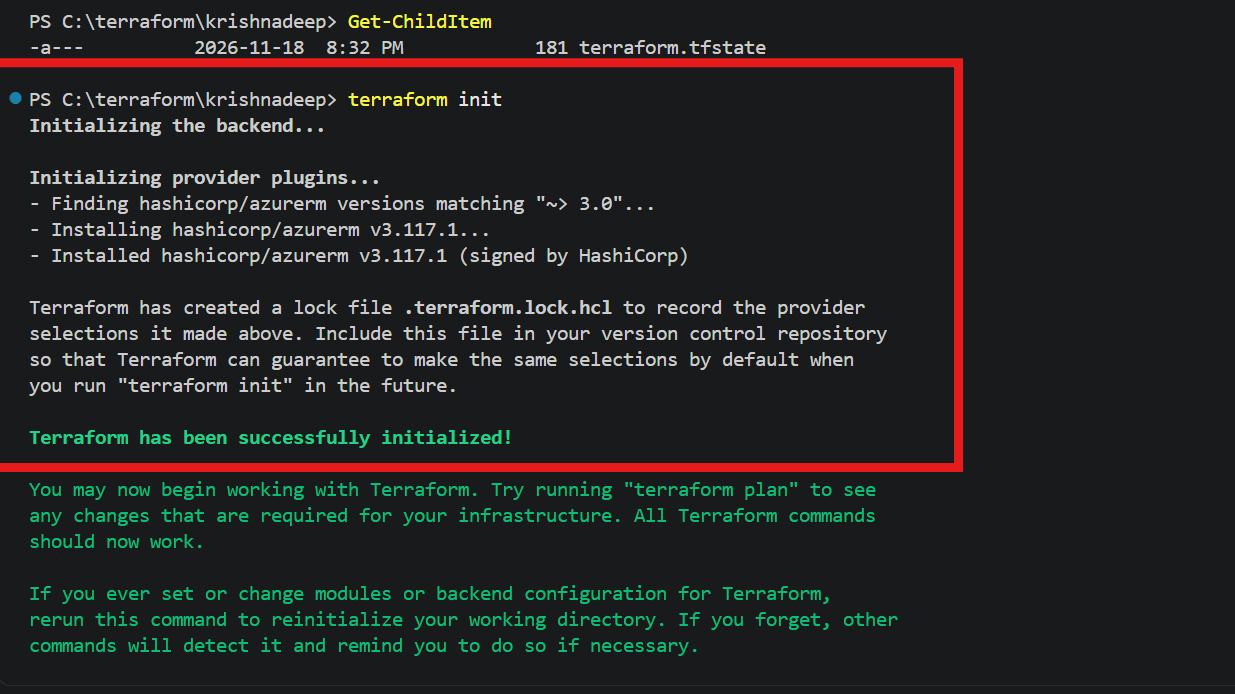 PS C:\terraform\krishnadeep> Get-ChildItem
-a---          2026-11-18  8:32 PM            181 terraform.tfstate
PS C:\terraform\krishnadeep> terraform init
Initializing the backend...
Initializing provider plugins...
- Finding hashicorp/azurerm versions matching "~> 3.0"...
- Installing hashicorp/azurerm v3.117.1...
- Installed hashicorp/azurerm v3.117.1 (signed by HashiCorp)
Terraform has created a lock file .terraform.lock.hcl to record the provider
selections it made above. Include this file in your version control repository
so that Terraform can guarantee to make the same selections by default when
you run "terraform init" in the future.
Terraform has been successfully initialized!
You may now begin working with Terraform. Try running "terraform plan" to see
any changes that are required for your infrastructure. All Terraform commands
should now work.
If you ever set or change modules or backend configuration for Terraform,
rerun this command to reinitialize your working directory. If you forget, other
commands will detect it and remind you to do so if necessary.